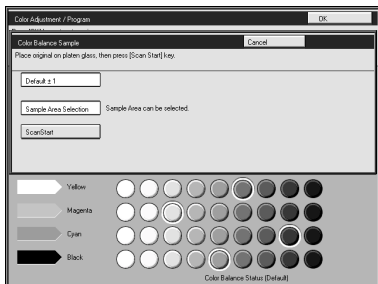 Color Adjustment / Program
OK
Color Balance Sample
Cancel
Place original on platen glass, then press [Scan Start] key.
Default ± 1
Sample Area Selection
Sample Area can be selected.
ScanStart
Yellow
Magenta
Cyan
Black
Color Balance Status (Default)